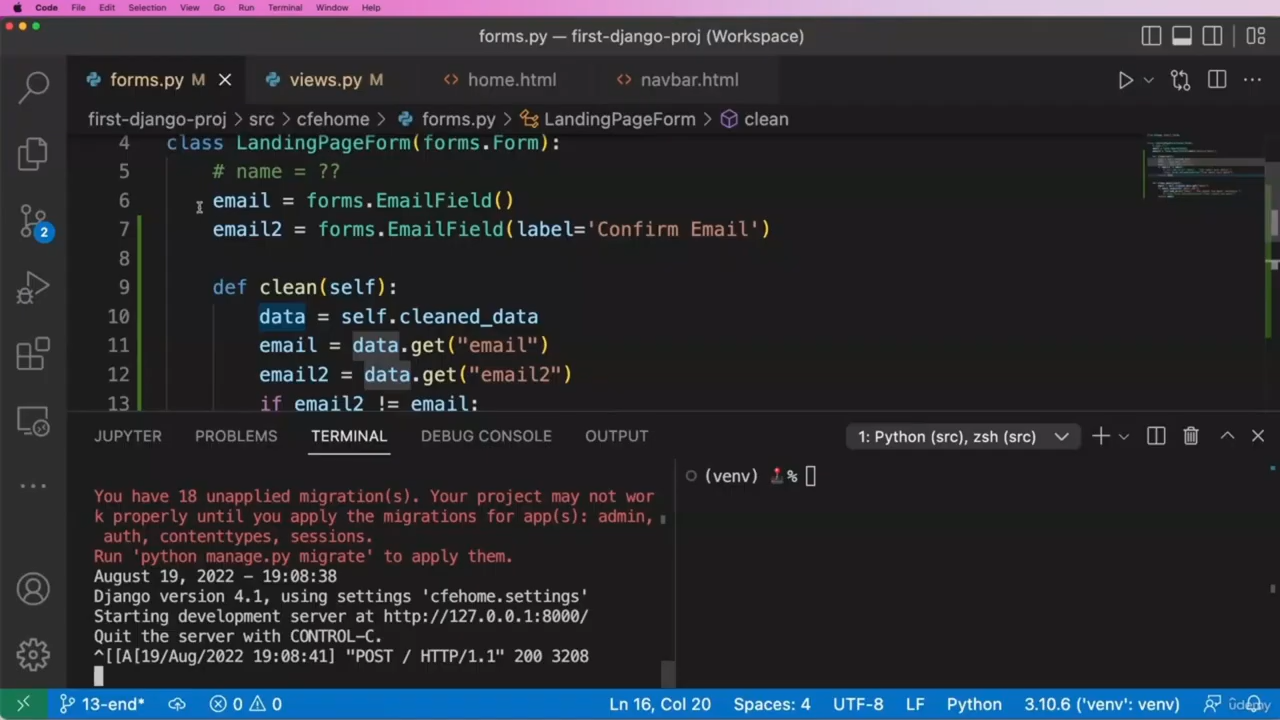 Code File Edit Selection View Go Run Terminal Window Help
forms.py — first-django-proj (Workspace)
forms.py M views.py M home.html navbar.html
first-django-proj > src > cfehome > forms.py > LandingPageForm > clean
4 class LandingPageForm(forms.Form):
5 # name = ??
6 email = forms.EmailField()
7 email2 = forms.EmailField(label='Confirm Email')
8
9 def clean(self):
10 data = self.cleaned_data
11 email = data.get("email")
12 email2 = data.get("email2")
13 if email2 != email:
2
JUPYTER PROBLEMS TERMINAL DEBUG CONSOLE OUTPUT 1: Python (src), zsh (src)
You have 18 unapplied migration(s). Your project may not wor
k properly until you apply the migrations for app(s): admin,
auth, contenttypes, sessions.
Run 'python manage.py migrate' to apply them.
August 19, 2022 - 19:08:38
Django version 4.1, using settings 'cfehome.settings'
Starting development server at http://127.0.0.1:8000/
Quit the server with CONTROL-C.
^[[A[19/Aug/2022 19:08:41] "POST / HTTP/1.1" 200 3208
(venv) %
13-end* 0 0 Ln 16, Col 20 Spaces: 4 UTF-8 LF Python 3.10.6 ('venv': venv)
udemy